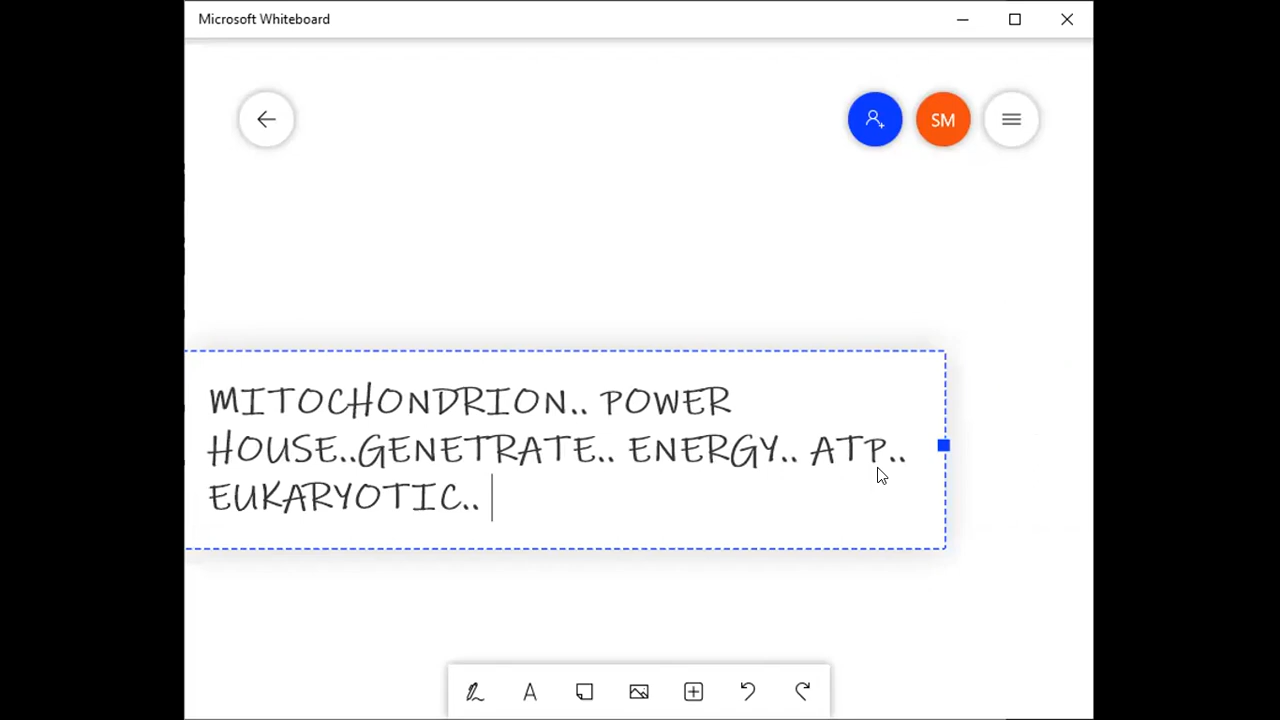 Microsoft Whiteboard
SM
MITOCHONDRION.. POWER
HOUSE..GENETRATE.. ENERGY.. ATP..
EUKARYOTIC..
A